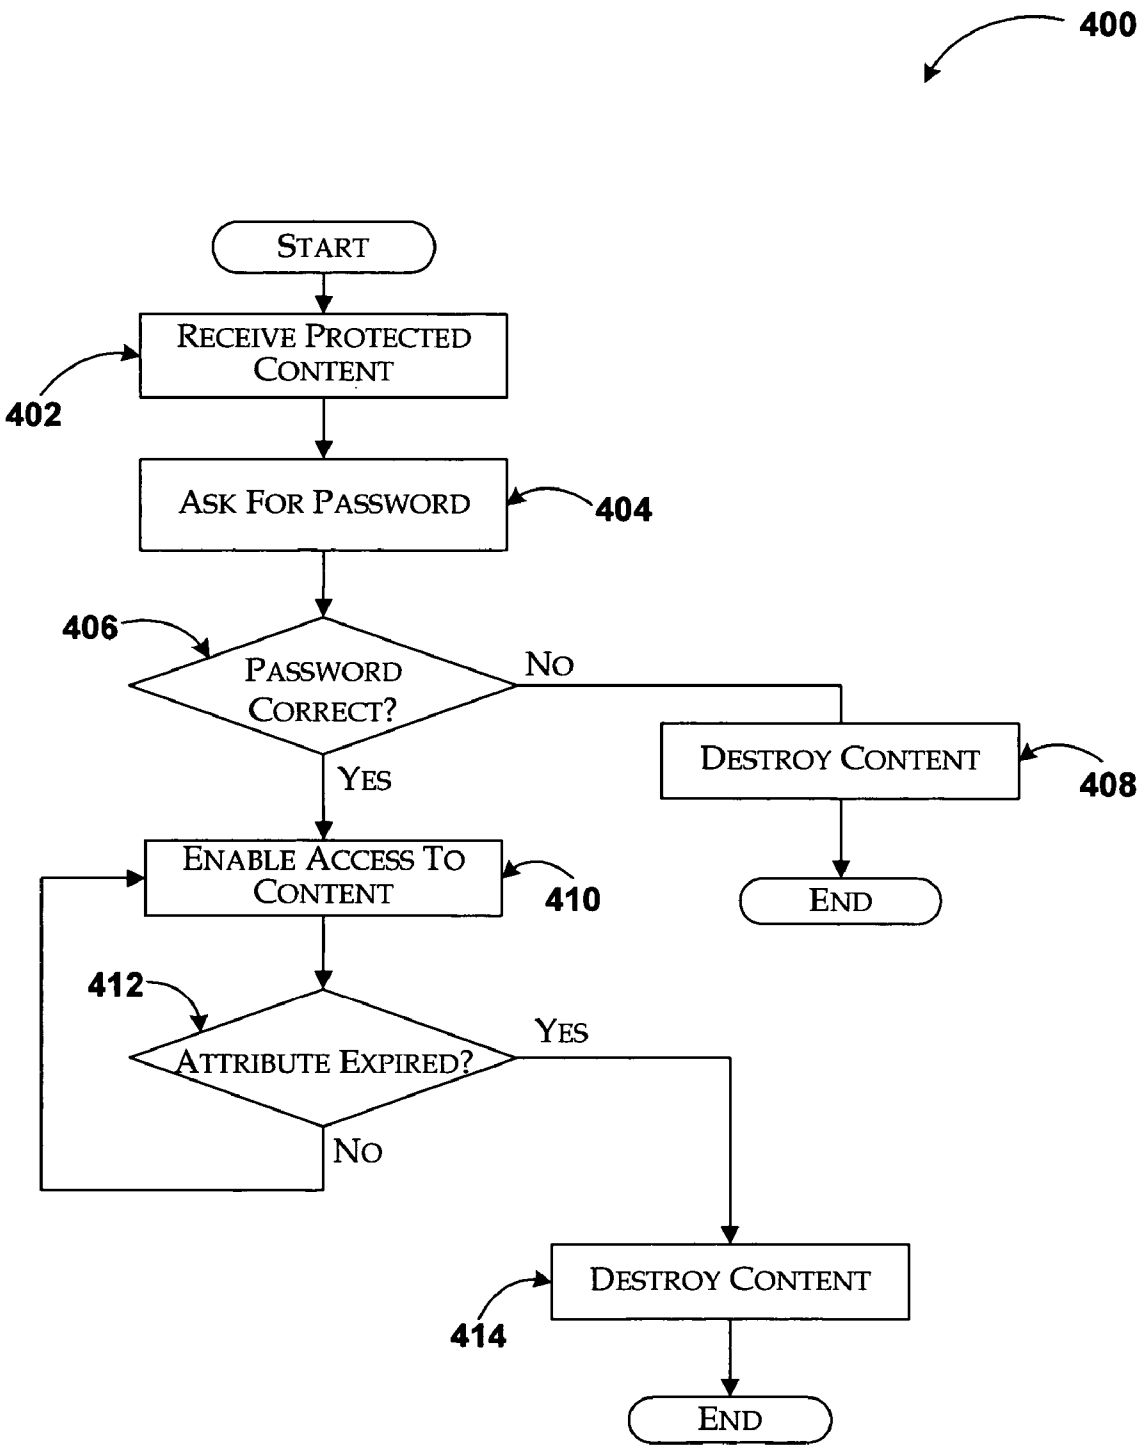 400
START
RECEIVE PROTECTED
CONTENT
402
ASK FOR PASSWORD
404
406
PASSWORD
CORRECT?
NO
YES
DESTROY CONTENT
408
END
ENABLE ACCESS TO
CONTENT
410
412
ATTRIBUTE EXPIRED?
YES
NO
DESTROY CONTENT
414
END